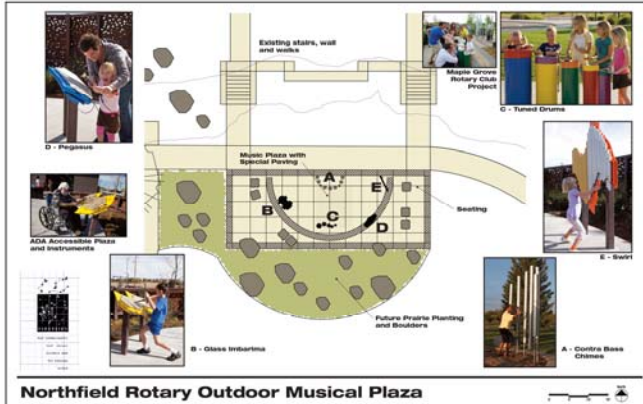 Existing stairs, wall
and walks
Maple Grove
Rotary Club
Project
C - Tuned Drums
D - Pegasus
Music Plaza with
Special Paving
A
E
B
C
D
Seating
ADA Accessible Plaza
and Instruments
E - Swirl
Future Prairie Planting
and Boulders
B - Glass Imbarima
A - Contra Bass
Chimes
Northfield Rotary Outdoor Musical Plaza